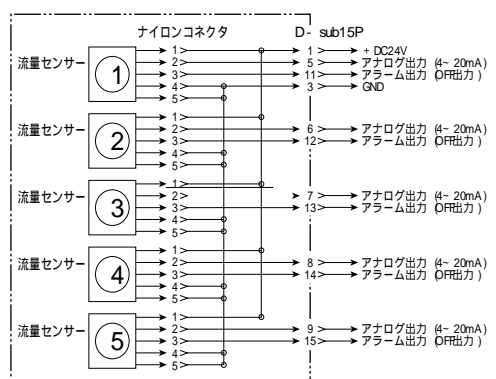 ナイロンコネクタ D-sub15P
流量センサー 1 1 1 + DC24V
2 5 アナログ出力 (4~20mA)
3 11 アラーム出力 (OFF出力)
4 3 GND
5
流量センサー 2 1
2 6 アナログ出力 (4~20mA)
3 12 アラーム出力 (OFF出力)
4
5
流量センサー 3 1
2 7 アナログ出力 (4~20mA)
3 13 アラーム出力 (OFF出力)
4
5
流量センサー 4 1
2 8 アナログ出力 (4~20mA)
3 14 アラーム出力 (OFF出力)
4
5
流量センサー 5 1
2 9 アナログ出力 (4~20mA)
3 15 アラーム出力 (OFF出力)
4
5